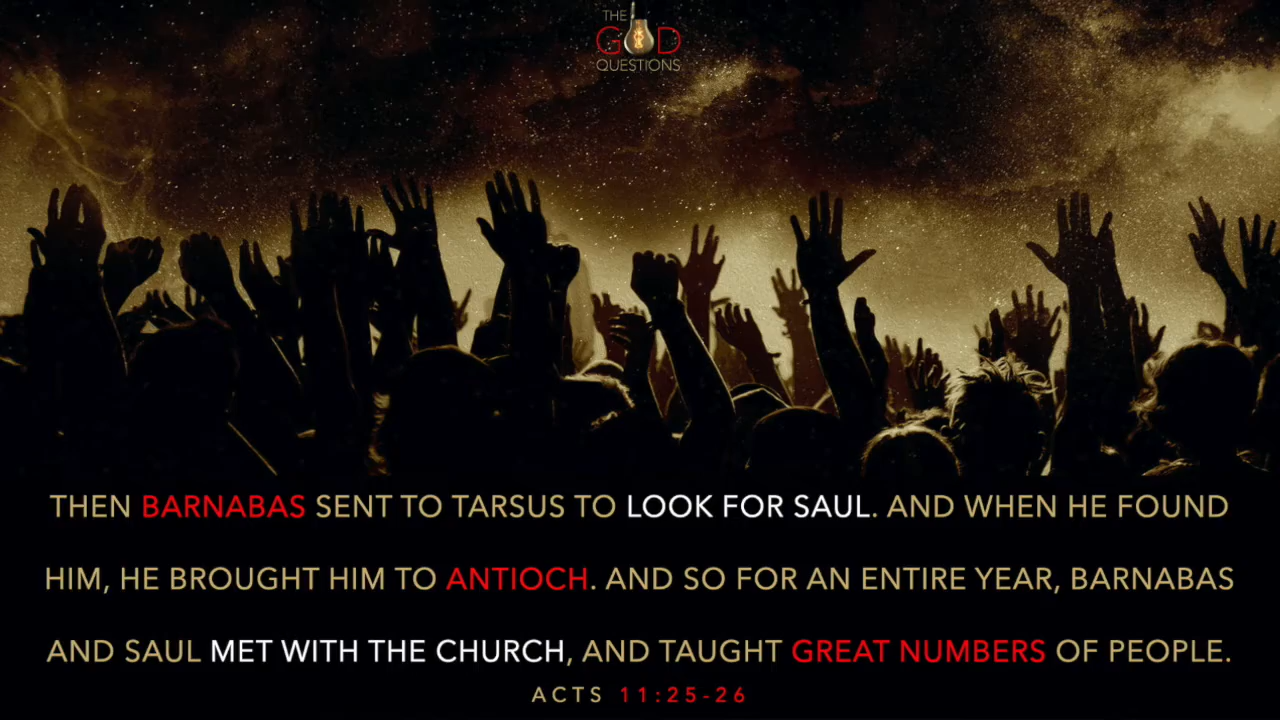 THE
GOD
QUESTIONS
THEN BARNABAS SENT TO TARSUS TO LOOK FOR SAUL. AND WHEN HE FOUND
HIM, HE BROUGHT HIM TO ANTIOCH. AND SO FOR AN ENTIRE YEAR, BARNABAS
AND SAUL MET WITH THE CHURCH, AND TAUGHT GREAT NUMBERS OF PEOPLE.
ACTS 11:25-26